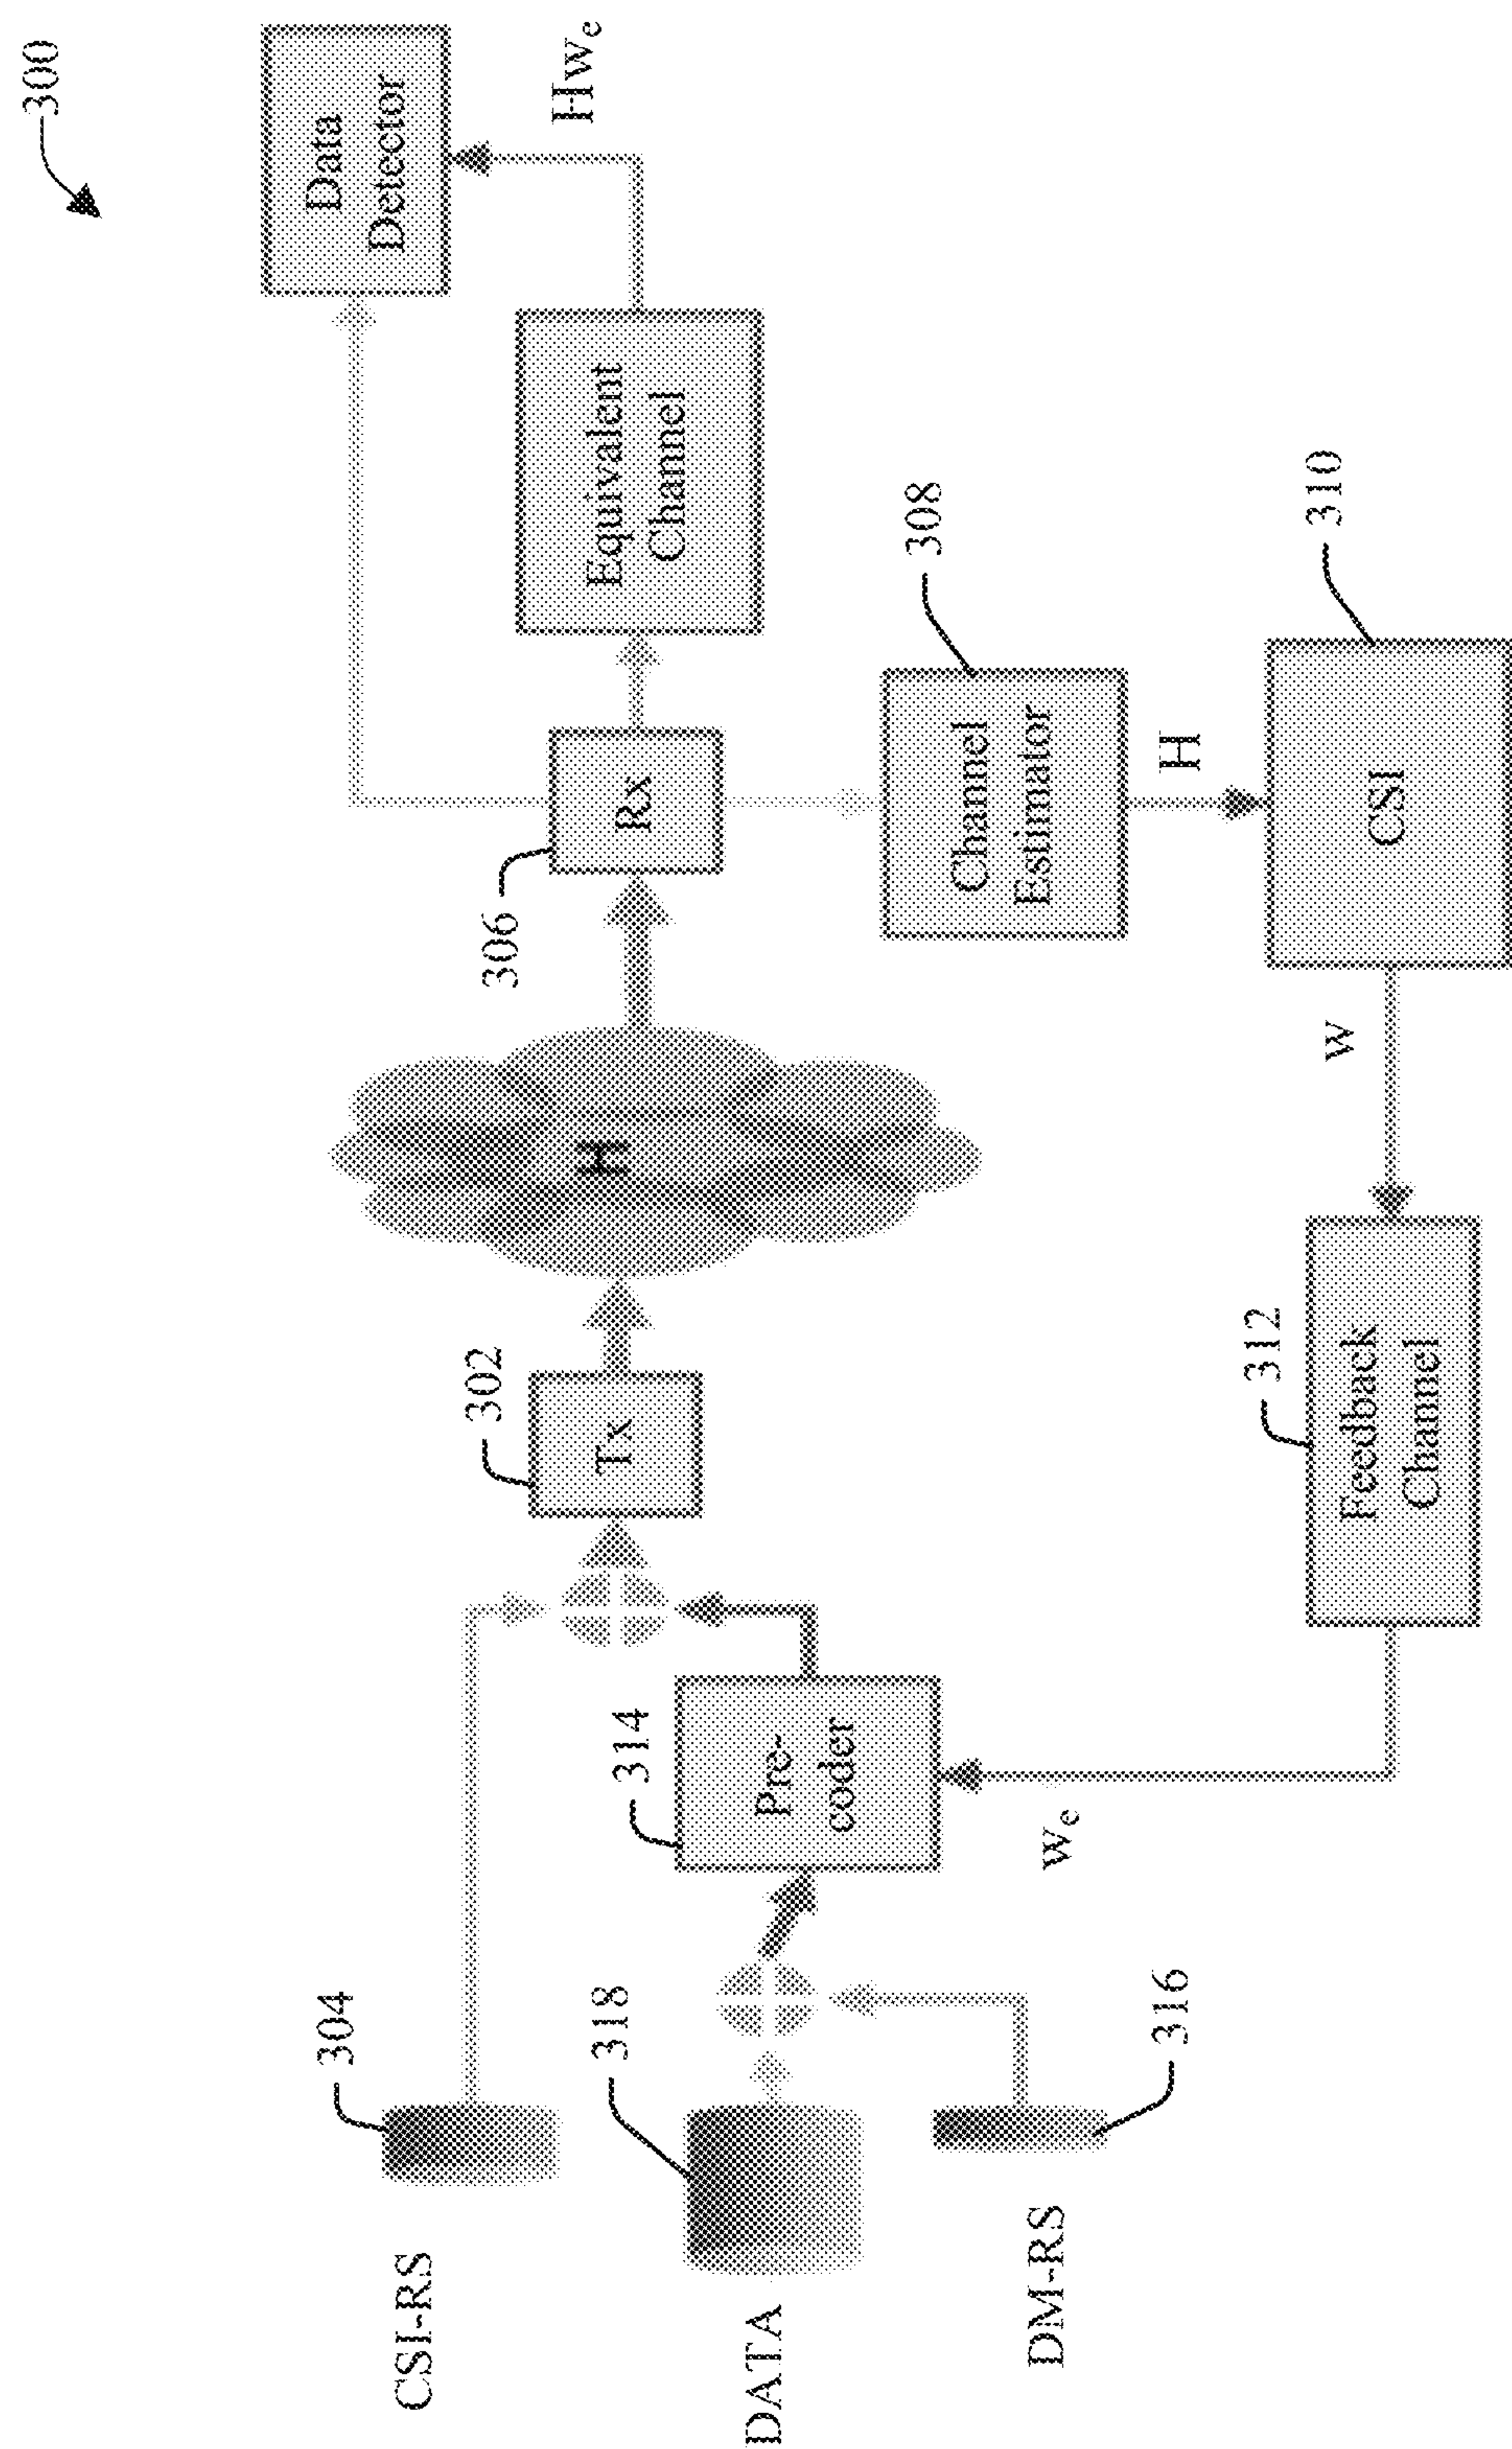 300
Data
Detector
Hwe
Equivalent
Channel
306
Rx
308
Channel
Estimator
H
310
CSI
w
H
302
Tx
312
Feedback
Channel
314
Pre-
coder
we
304
CSI-RS
318
DATA
316
DM-RS